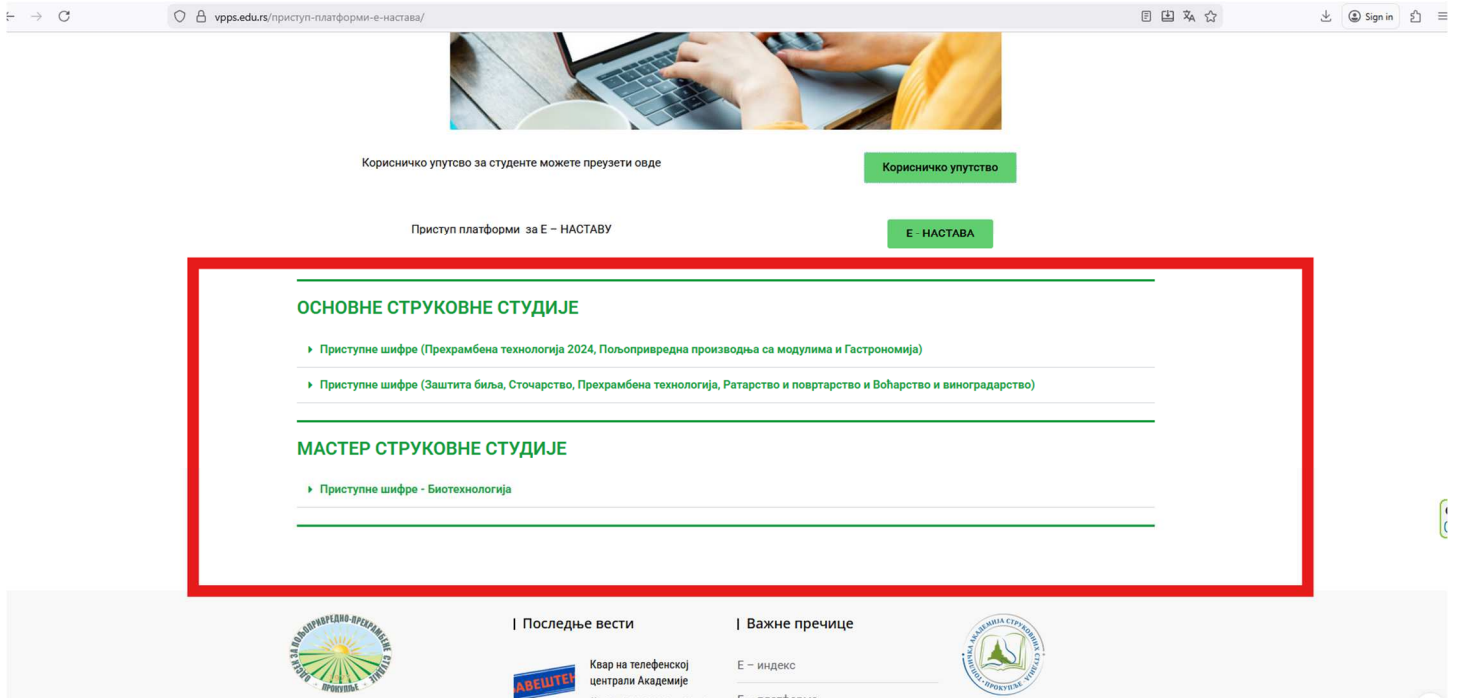 vpps.edu.rs/приступ-платформи-е-настава/
Sign in
Корисничко упутсво за студенте можете преузети овде
Корисничко упутство
Приступ платформи за Е – НАСТАВУ
Е - НАСТАВА
ОСНОВНЕ СТРУКОВНЕ СТУДИЈЕ
Приступне шифре (Прехрамбена технологија 2024, Пољопривредна производња са модулима и Гастрономија)
Приступне шифре (Заштита биља, Сточарство, Прехрамбена технологија, Ратарство и повртарство и Воћарство и виноградарство)
МАСТЕР СТРУКОВНЕ СТУДИЈЕ
Приступне шифре - Биотехнологија
ПРОКУПЉЕ
| Последње вести
Квар на телефенској
централи Академије
| Важне пречице
Е – индекс